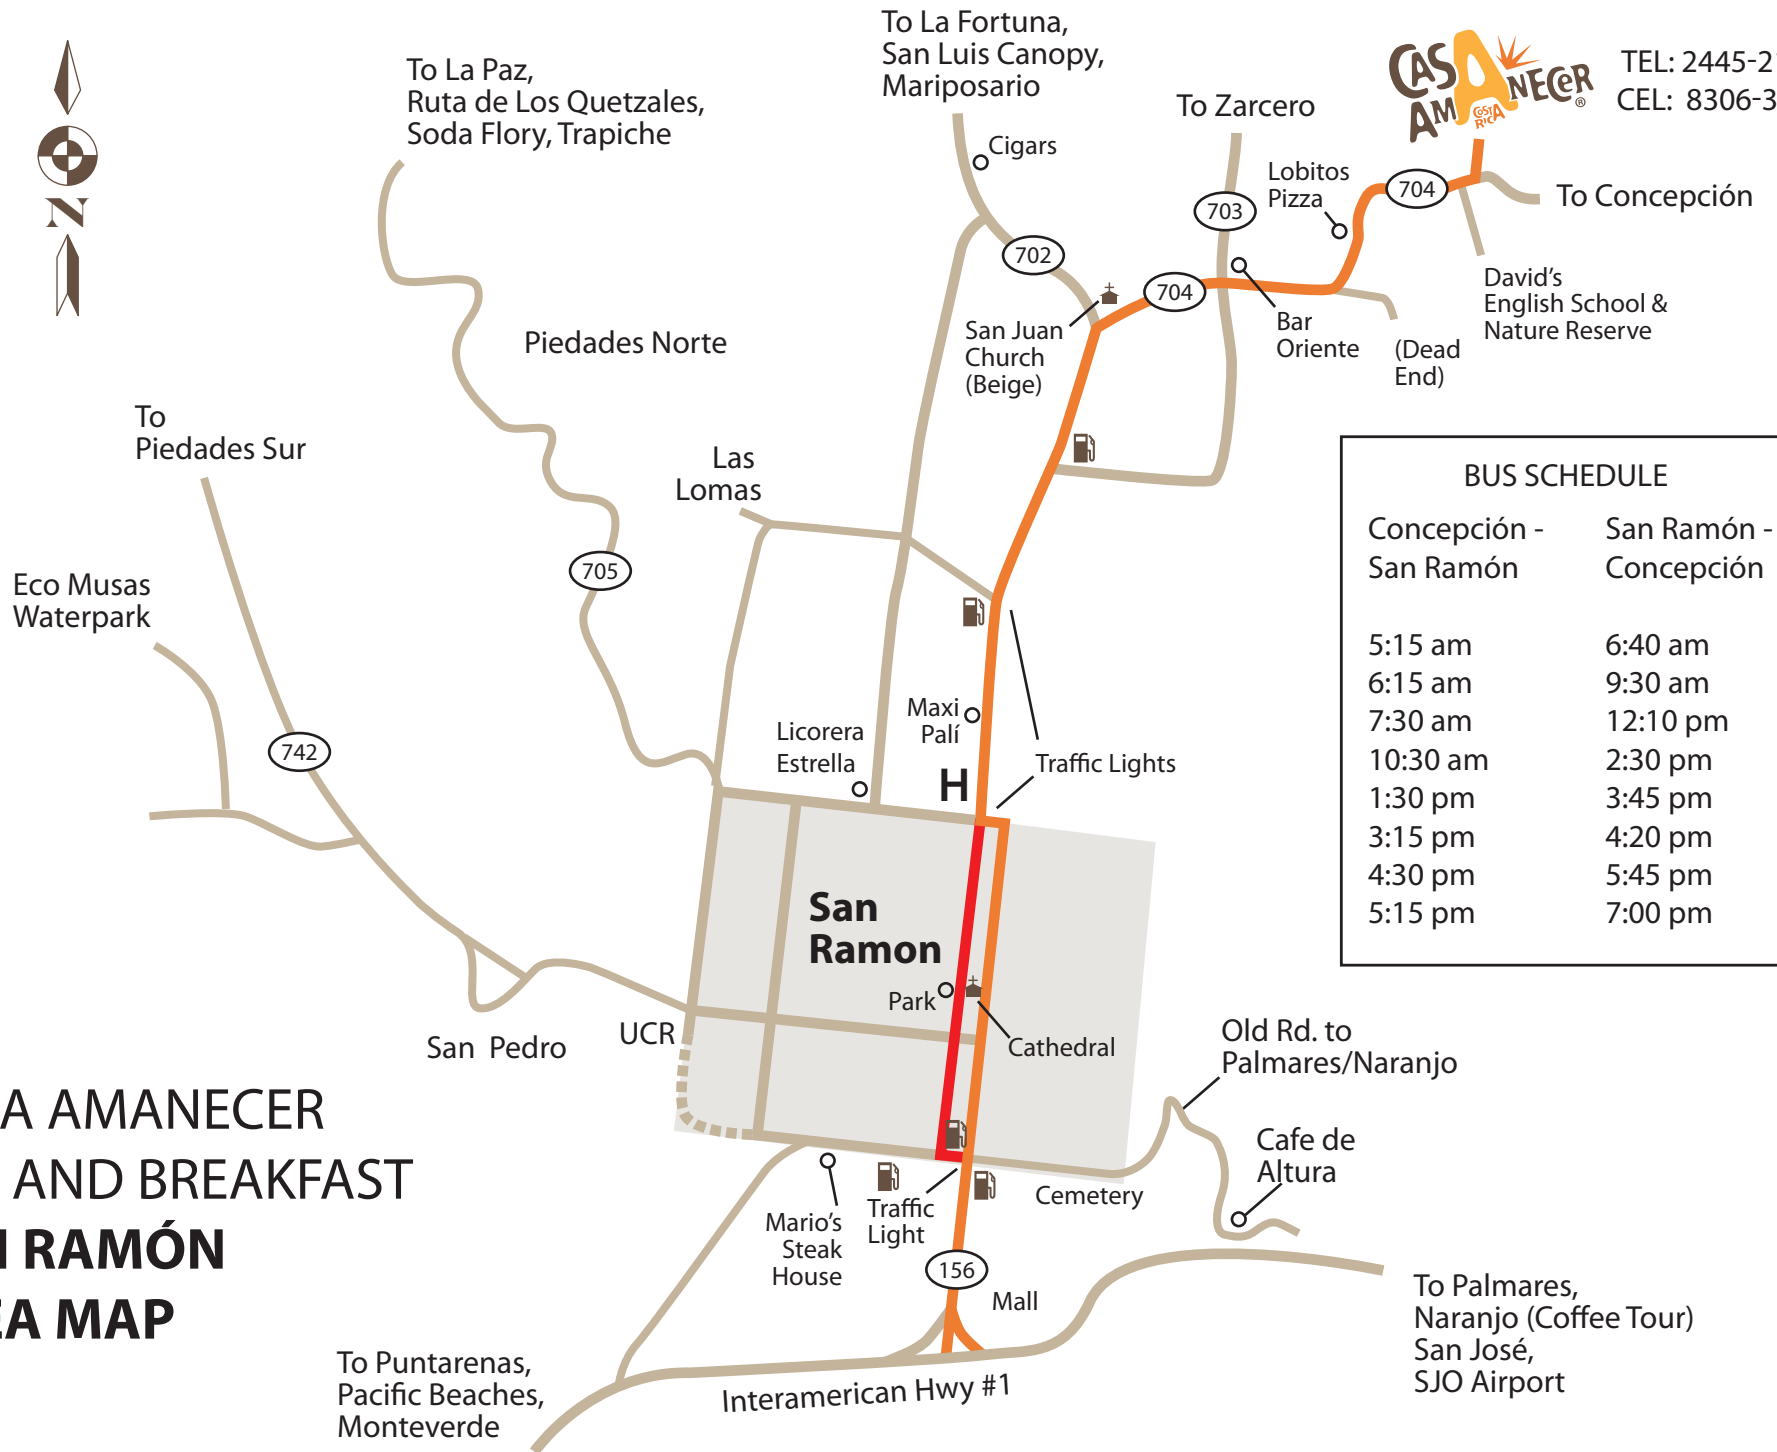 To La Fortuna,
San Luis Canopy,
Mariposario
To La Paz,
Ruta de Los Quetzales,
Soda Flory, Trapiche
To Zarcero
CASA
AMANECER
COSTA
RICA
®
TEL: 2445-2
CEL: 8306-3
N
Cigars
Lobitos
Pizza
704
To Concepción
703
702
704
David's
English School &
Nature Reserve
San Juan
Church
(Beige)
Bar
Oriente
(Dead
End)
Piedades Norte
To
Piedades Sur
Las
Lomas
705
Eco Musas
Waterpark
742
Licorera
Estrella
Maxi
Palí
H
Traffic Lights
BUS SCHEDULE
Concepción - San Ramón -
San Ramón Concepción
5:15 am 6:40 am
6:15 am 9:30 am
7:30 am 12:10 pm
10:30 am 2:30 pm
1:30 pm 3:45 pm
3:15 pm 4:20 pm
4:30 pm 5:45 pm
5:15 pm 7:00 pm
San
Ramon
Park
Cathedral
UCR
San Pedro
Old Rd. to
Palmares/Naranjo
Cafe de
Altura
Cemetery
Traffic
Light
Mario's
Steak
House
156
Mall
A AMANECER
AND BREAKFAST
RAMÓN
EA MAP
To Puntarenas,
Pacific Beaches,
Monteverde
Interamerican Hwy #1
To Palmares,
Naranjo (Coffee Tour)
San José,
SJO Airport